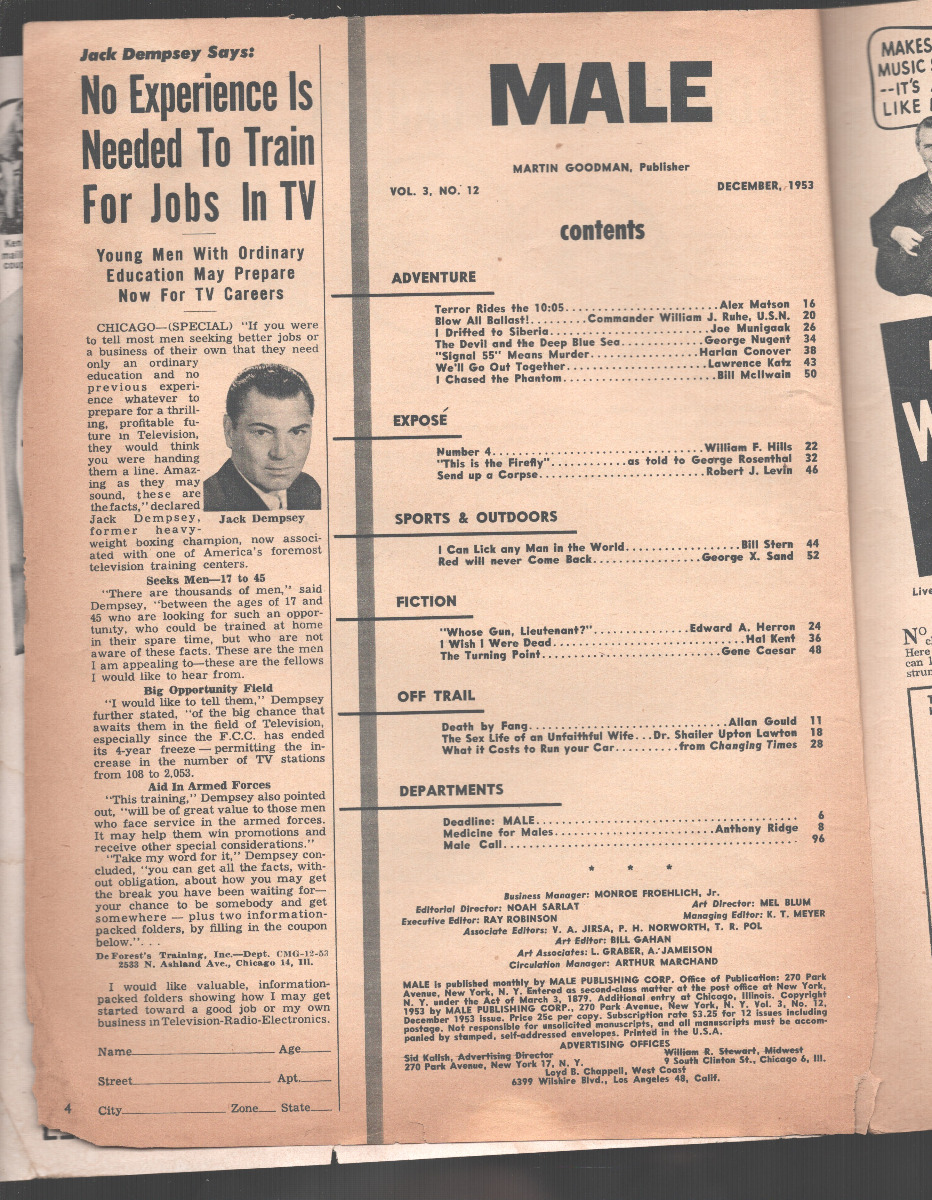 Jack Dempsey Says:
No Experience Is
Needed To Train
For Jobs In TV
Young Men With Ordinary
Education May Prepare
Now For TV Careers
CHICAGO—(SPECIAL) "If you were
to tell most men seeking better jobs or
a business of their own that they need
only an ordinary
education and no
previous experi-
ence whatever to
prepare for a thrill-
ing, profitable fu-
ture in Television,
they would think
you were handing
them a line. Amaz-
ing as they may
sound, these are
the facts," declared
Jack Dempsey,
former heavy-
Jack Dempsey
weight boxing champion, now associ-
ated with one of America's foremost
television training centers.
Seeks Men—17 to 45
"There are thousands of men," said
Dempsey, "between the ages of 17 and
45 who are looking for such an oppor-
tunity, who could be trained at home
in their spare time, but who are not
aware of these facts. These are the men
I am appealing to—these are the fellows
I would like to hear from.
Big Opportunity Field
"I would like to tell them," Dempsey
further stated, "of the big chance that
awaits them in the field of Television,
especially since the F.C.C. has ended
its 4-year freeze — permitting the in-
crease in the number of TV stations
from 108 to 2,053.
Aid In Armed Forces
"This training," Dempsey also pointed
out, "will be of great value to those men
who face service in the armed forces.
It may help them win promotions and
receive other special considerations."
"Take my word for it," Dempsey con-
cluded, "you can get all the facts, with-
out obligation, about how you may get
the break you have been waiting for—
your chance to be somebody and get
somewhere — plus two information-
packed folders, by filling in the coupon
below." . . .
DeForest's Training, Inc.—Dept. CMG-12-53
2533 N. Ashland Ave., Chicago 14, Ill.
I would like valuable, information-
packed folders showing how I may get
started toward a good job or my own
business in Television-Radio-Electronics.
Name Age
Street Apt.
City Zone State
4
MALE
MARTIN GOODMAN, Publisher
VOL. 3, NO. 12 DECEMBER, 1953
contents
ADVENTURE
Terror Rides the 10:05 Alex Matson 16
Blow All Ballast! Commander William J. Ruhe, U.S.N. 20
I Drifted to Siberia Joe Munigaak 26
The Devil and the Deep Blue Sea George Nugent 34
"Signal 55" Means Murder Harlan Conover 38
We'll Go Out Together Lawrence Katz 43
I Chased the Phantom Bill McIlwain 50
EXPOSÉ
Number 4 William F. Hills 22
"This is the Firefly" as told to George Rosenthal 32
Send up a Corpse Robert J. Levin 46
SPORTS & OUTDOORS
I Can Lick any Man in the World Bill Stern 44
Red will never Come Back George X. Sand 52
FICTION
"Whose Gun, Lieutenant?" Edward A. Herron 24
I Wish I Were Dead Hal Kent 36
The Turning Point Gene Caesar 48
OFF TRAIL
Death by Fang Allan Gould 11
The Sex Life of an Unfaithful Wife Dr. Shailer Upton Lawton 18
What it Costs to Run your Car from Changing Times 28
DEPARTMENTS
Deadline: MALE 6
Medicine for Males Anthony Ridge 8
Male Call 96
* * *
Business Manager: MONROE FROEHLICH, Jr.
Editorial Director: NOAH SARLAT Art Director: MEL BLUM
Executive Editor: RAY ROBINSON Managing Editor: K. T. MEYER
Associate Editors: V. A. JIRSA, P. H. NORWORTH, T. R. POL
Art Editor: BILL GAHAN
Art Associates: L. GRABER, A. JAMEISON
Circulation Manager: ARTHUR MARCHAND
MALE is published monthly by MALE PUBLISHING CORP. Office of Publication: 270 Park
Avenue, New York, N. Y. Entered as second-class matter at the post office at New York,
N. Y. under the Act of March 3, 1879. Additional entry at Chicago, Illinois. Copyright
1953 by MALE PUBLISHING CORP., 270 Park Avenue, New York, N. Y. Vol. 3, No. 12,
December 1953 issue. Price 25c per copy. Subscription rate $3.25 for 12 issues including
postage. Not responsible for unsolicited manuscripts, and all manuscripts must be accom-
panied by stamped, self-addressed envelopes. Printed in the U.S.A.
ADVERTISING OFFICES
Sid Kalish, Advertising Director William R. Stewart, Midwest
270 Park Avenue, New York 17, N. Y. 9 South Clinton St., Chicago 6, Ill.
Loyd B. Chappell, West Coast
6399 Wilshire Blvd., Los Angeles 48, Calif.
MAKES
MUSIC
--IT'S
LIKE
Live
No
Here
can
strum